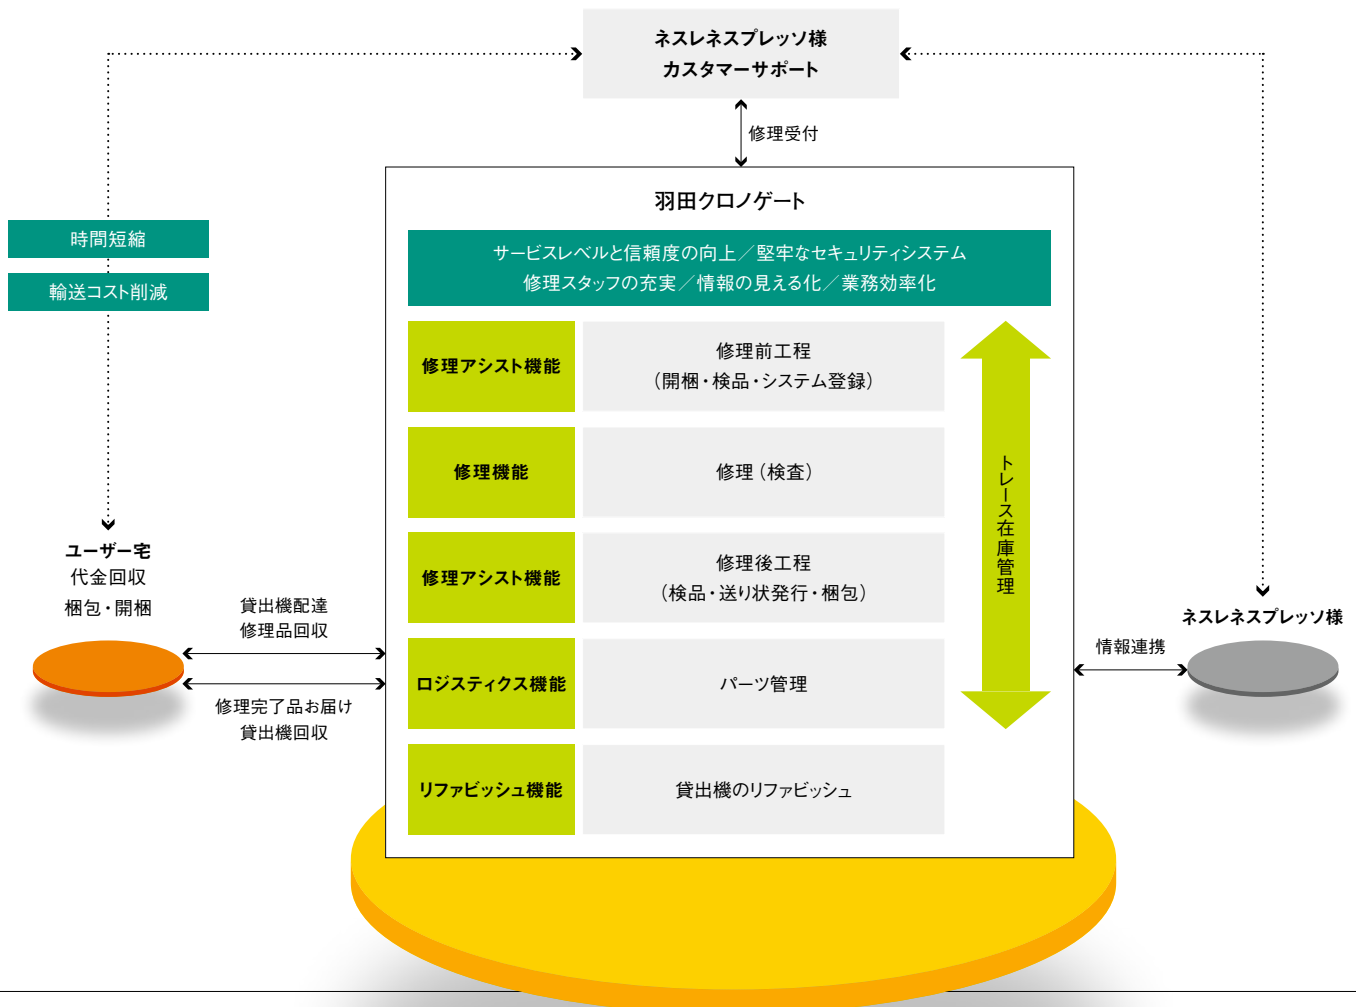 ネスレネスプレッソ様
カスタマーサポート
修理受付
羽田クロノゲート
時間短縮
輸送コスト削減
サービスレベルと信頼度の向上／堅牢なセキュリティシステム
修理スタッフの充実／情報の見える化／業務効率化
修理アシスト機能
修理前工程
（開梱・検品・システム登録）
修理機能
修理（検査）
修理アシスト機能
修理後工程
（検品・送り状発行・梱包）
ロジスティクス機能
パーツ管理
リファビッシュ機能
貸出機のリファビッシュ
トレース在庫管理
ユーザー宅
代金回収
梱包・開梱
貸出機配達
修理品回収
修理完了品お届け
貸出機回収
情報連携
ネスレネスプレッソ様